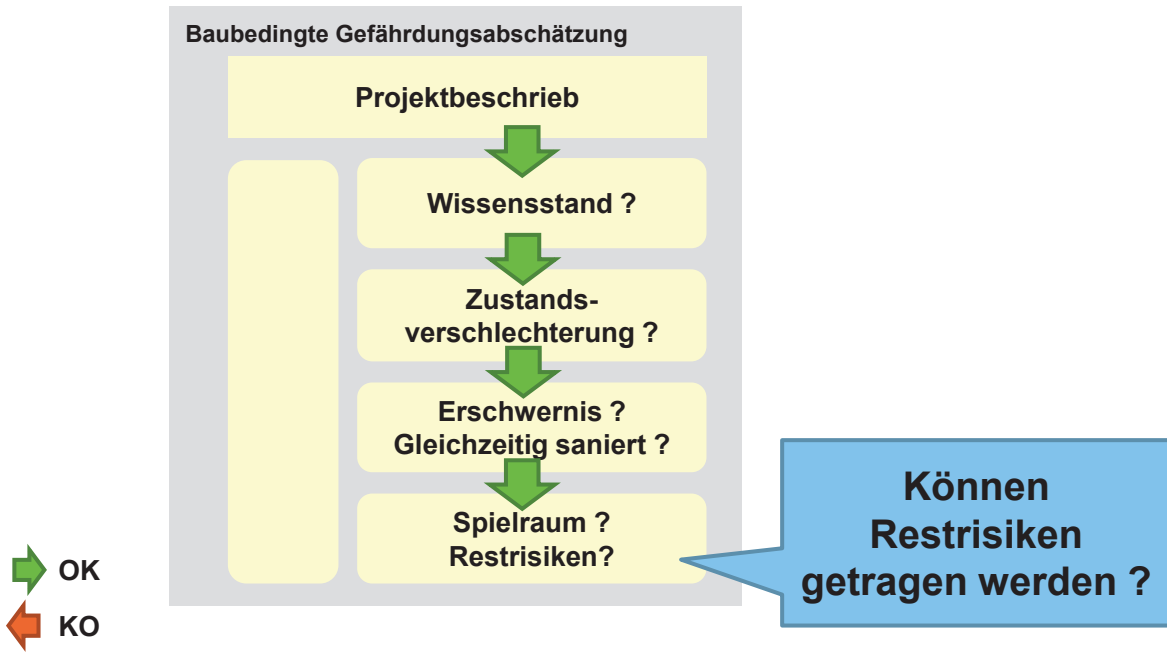 Baubedingte Gefährdungsabschätzung
Projektbeschrieb
Wissensstand ?
Zustands-
verschlechterung ?
Erschwernis ?
Gleichzeitig saniert ?
Spielraum ?
Restrisiken?
Können
Restrisiken
getragen werden ?
OK
KO